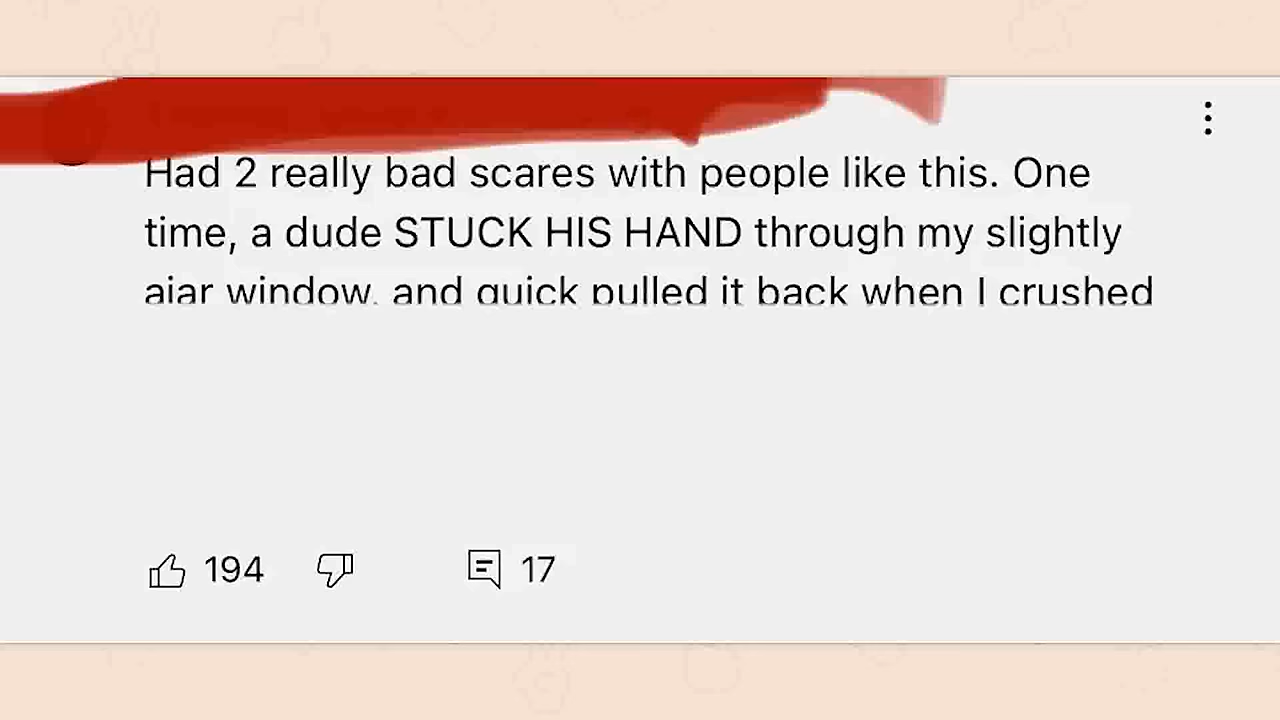 Had 2 really bad scares with people like this. One
time, a dude STUCK HIS HAND through my slightly
ajar window, and quick pulled it back when I crushed
194
17